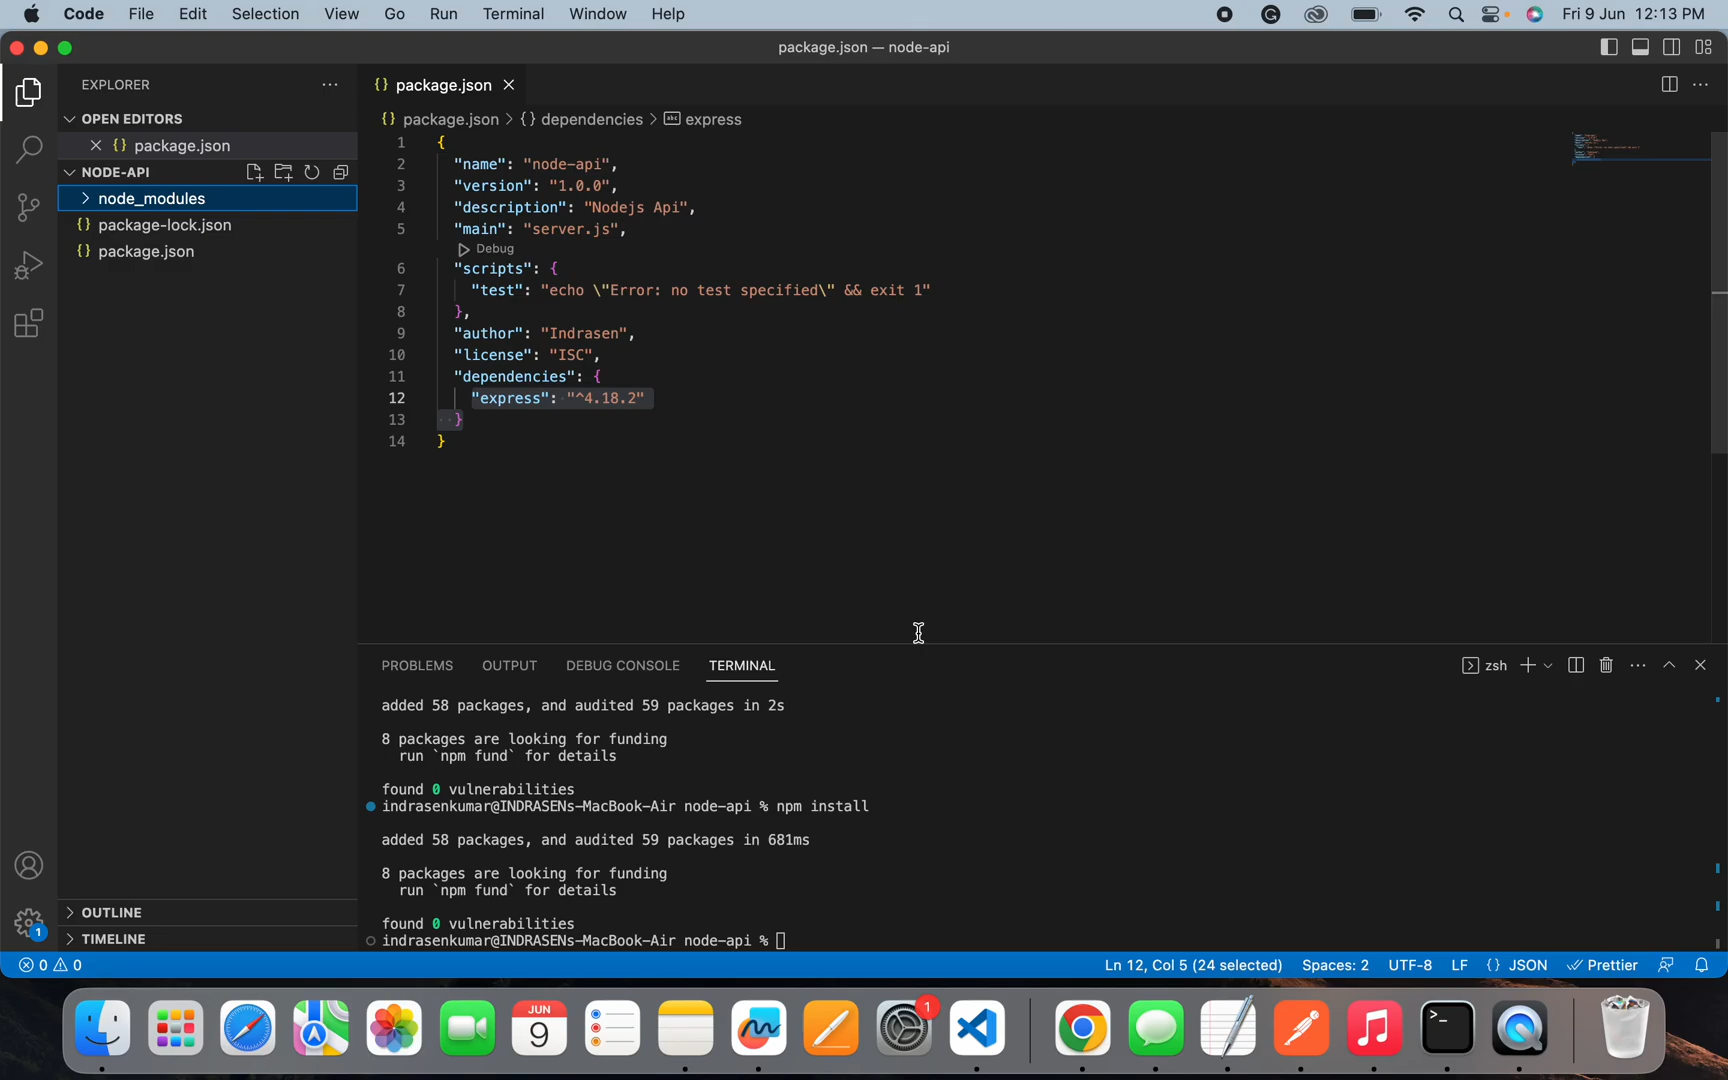 Code File Edit Selection View Go Run Terminal Window Help Fri 9 Jun 12:13 PM
package.json — node-api
EXPLORER
OPEN EDITORS
{} package.json
NODE-API
node_modules
{} package-lock.json
{} package.json
OUTLINE
TIMELINE
{} package.json
{} package.json > {} dependencies > abc express
1 {
2 "name": "node-api",
3 "version": "1.0.0",
4 "description": "Nodejs Api",
5 "main": "server.js",
Debug
6 "scripts": {
7 "test": "echo \"Error: no test specified\" && exit 1"
8 },
9 "author": "Indrasen",
10 "license": "ISC",
11 "dependencies": {
12 "express": "^4.18.2"
13 }
14 }
PROBLEMS OUTPUT DEBUG CONSOLE TERMINAL zsh
added 58 packages, and audited 59 packages in 2s
8 packages are looking for funding
run `npm fund` for details
found 0 vulnerabilities
indrasenkumar@INDRASENs-MacBook-Air node-api % npm install
added 58 packages, and audited 59 packages in 681ms
8 packages are looking for funding
run `npm fund` for details
found 0 vulnerabilities
indrasenkumar@INDRASENs-MacBook-Air node-api %
1
0 0 Ln 12, Col 5 (24 selected) Spaces: 2 UTF-8 LF {} JSON Prettier
JUN
9
1